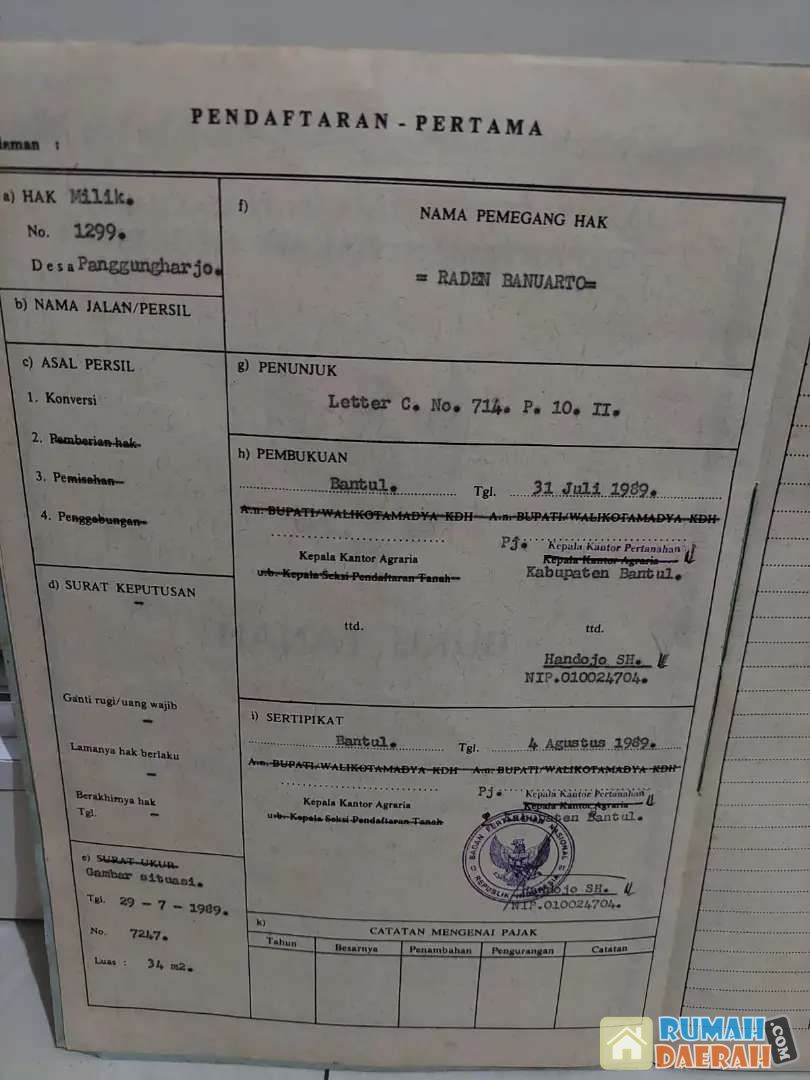 PENDAFTARAN - PERTAMA
a) HAK Milik.
No. 1299.
Desa Panggungharjo.
b) NAMA JALAN/PERSIL
c) ASAL PERSIL
1. Konversi
2. Pemberian hak
3. Pemisahan
4. Penggabungan
d) SURAT KEPUTUSAN
-
Ganti rugi/uang wajib
-
Lamanya hak berlaku
-
Berakhirnya hak
Tgl. -
e) SURAT UKUR
Gambar situasi.
Tgl. 29 - 7 - 1989.
No. 7247.
Luas : 34 m2.
f) NAMA PEMEGANG HAK
= RADEN BANUARTO=
g) PENUNJUK
Letter C. No. 714. P. 10. II.
h) PEMBUKUAN
Bantul. Tgl. 31 Juli 1989.
A.n. BUPATI/WALIKOTAMADYA KDH A.n. BUPATI/WALIKOTAMADYA KDH
Pj. Kepala Kantor Pertanahan
Kepala Kantor Agraria Kepala Kantor Agraria
u.b. Kepala Seksi Pendaftaran Tanah Kabupaten Bantul.
ttd. ttd.
Handojo SH.
NIP.010024704.
i) SERTIPIKAT
Bantul. Tgl. 4 Agustus 1989.
A.n. BUPATI/WALIKOTAMADYA KDH A.n. BUPATI/WALIKOTAMADYA KDH
Pj. Kepala Kantor Pertanahan
Kepala Kantor Agraria Kepala Kantor Agraria
u.b. Kepala Seksi Pendaftaran Tanah Kabupaten Bantul.
BADAN PERTANAHAN NASIONAL
REPUBLIK INDONESIA
Handojo SH.
NIP.010024704.
k) CATATAN MENGENAI PAJAK
Tahun Besarnya Penambahan Pengurangan Catatan
RUMAH
DAERAH.COM